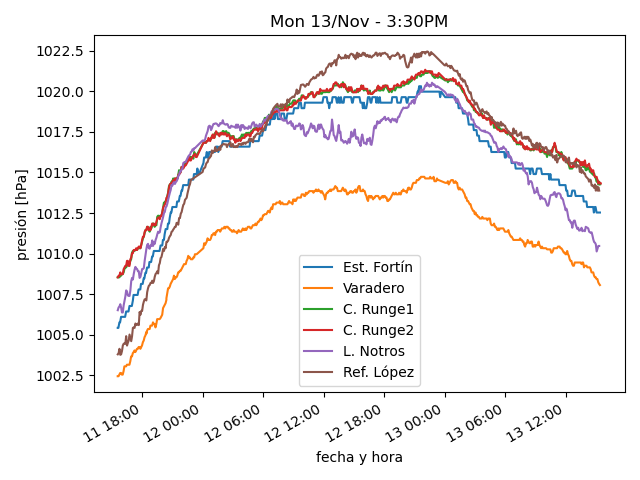 Mon 13/Nov - 3:30PM
presión [hPa]
1022.5
1020.0
1017.5
1015.0
1012.5
1010.0
1007.5
1005.0
1002.5
Est. Fortín
Varadero
C. Runge1
C. Runge2
L. Notros
Ref. López
11 18:00
12 00:00
12 06:00
12 12:00
12 18:00
13 00:00
13 06:00
13 12:00
fecha y hora